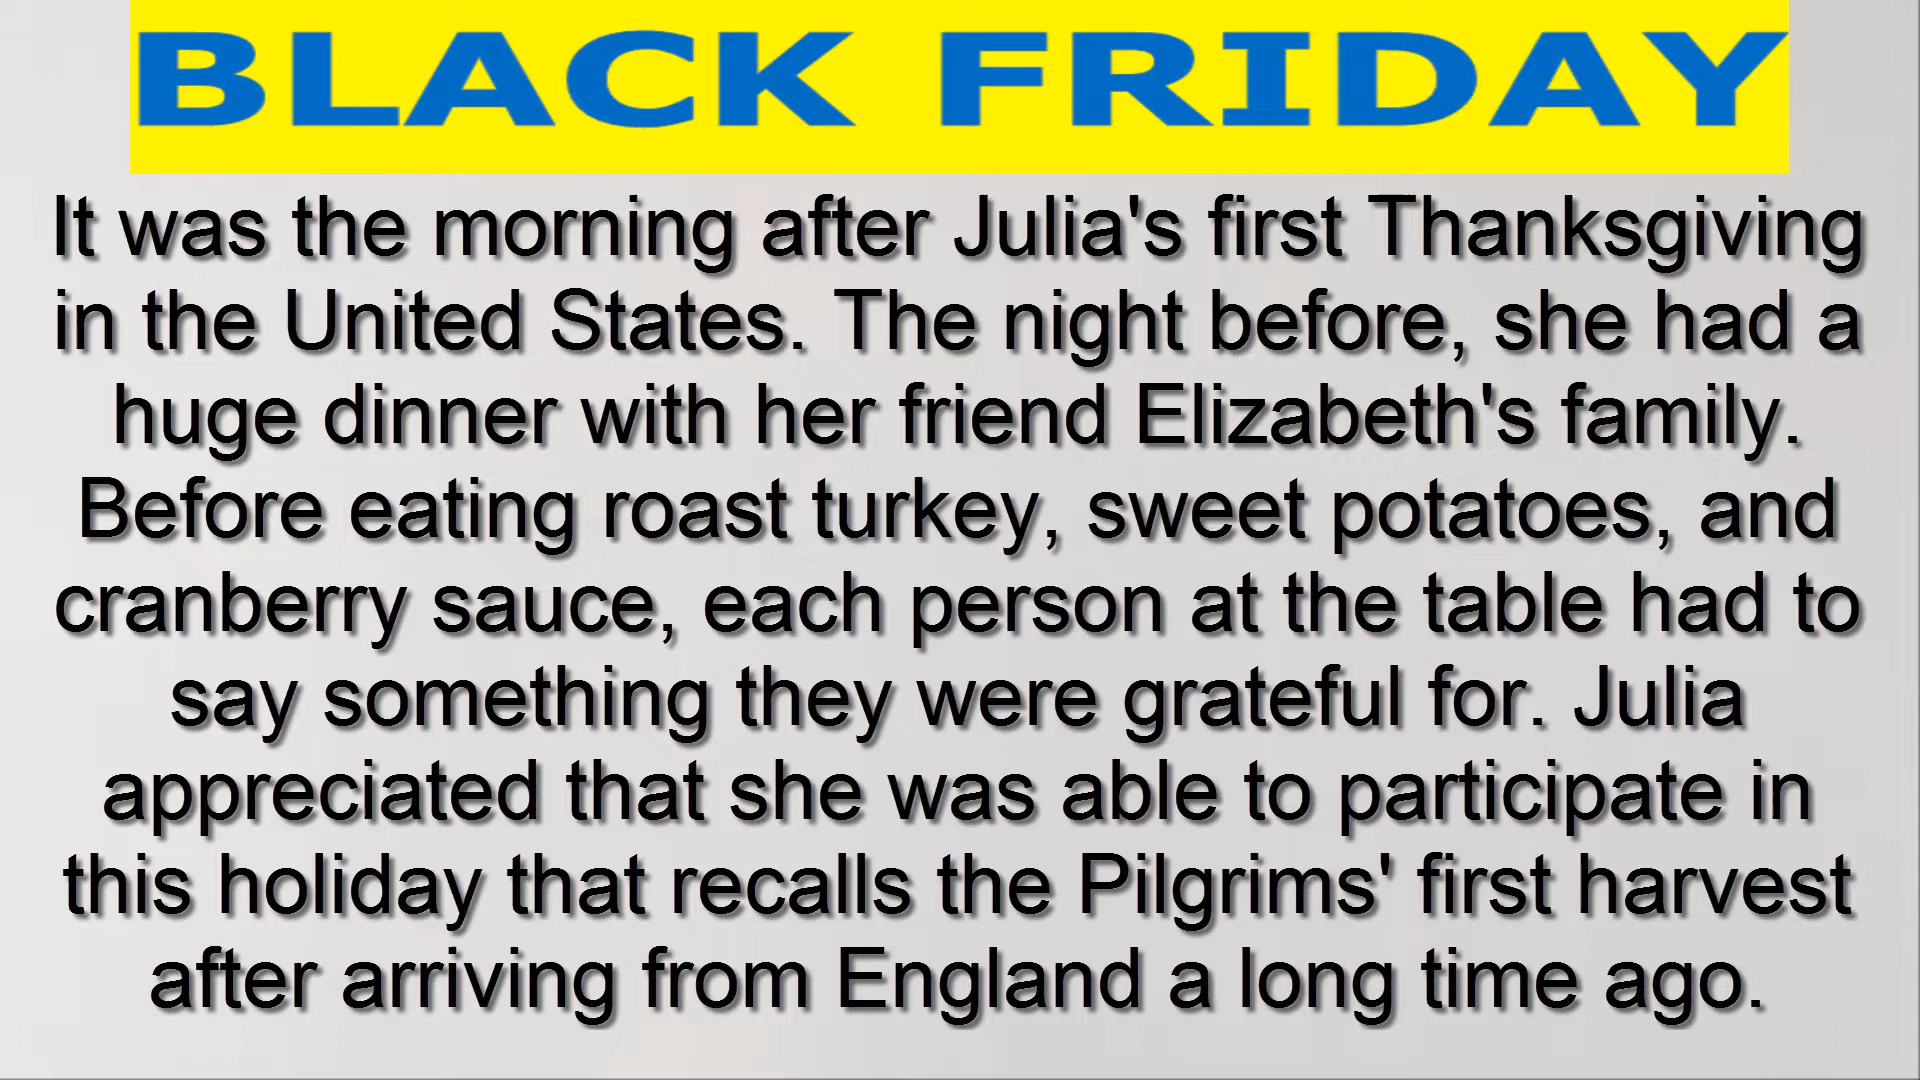 BLACK FRIDAY
It was the morning after Julia's first Thanksgiving
in the United States. The night before, she had a
huge dinner with her friend Elizabeth's family.
Before eating roast turkey, sweet potatoes, and
cranberry sauce, each person at the table had to
say something they were grateful for. Julia
appreciated that she was able to participate in
this holiday that recalls the Pilgrims' first harvest
after arriving from England a long time ago.